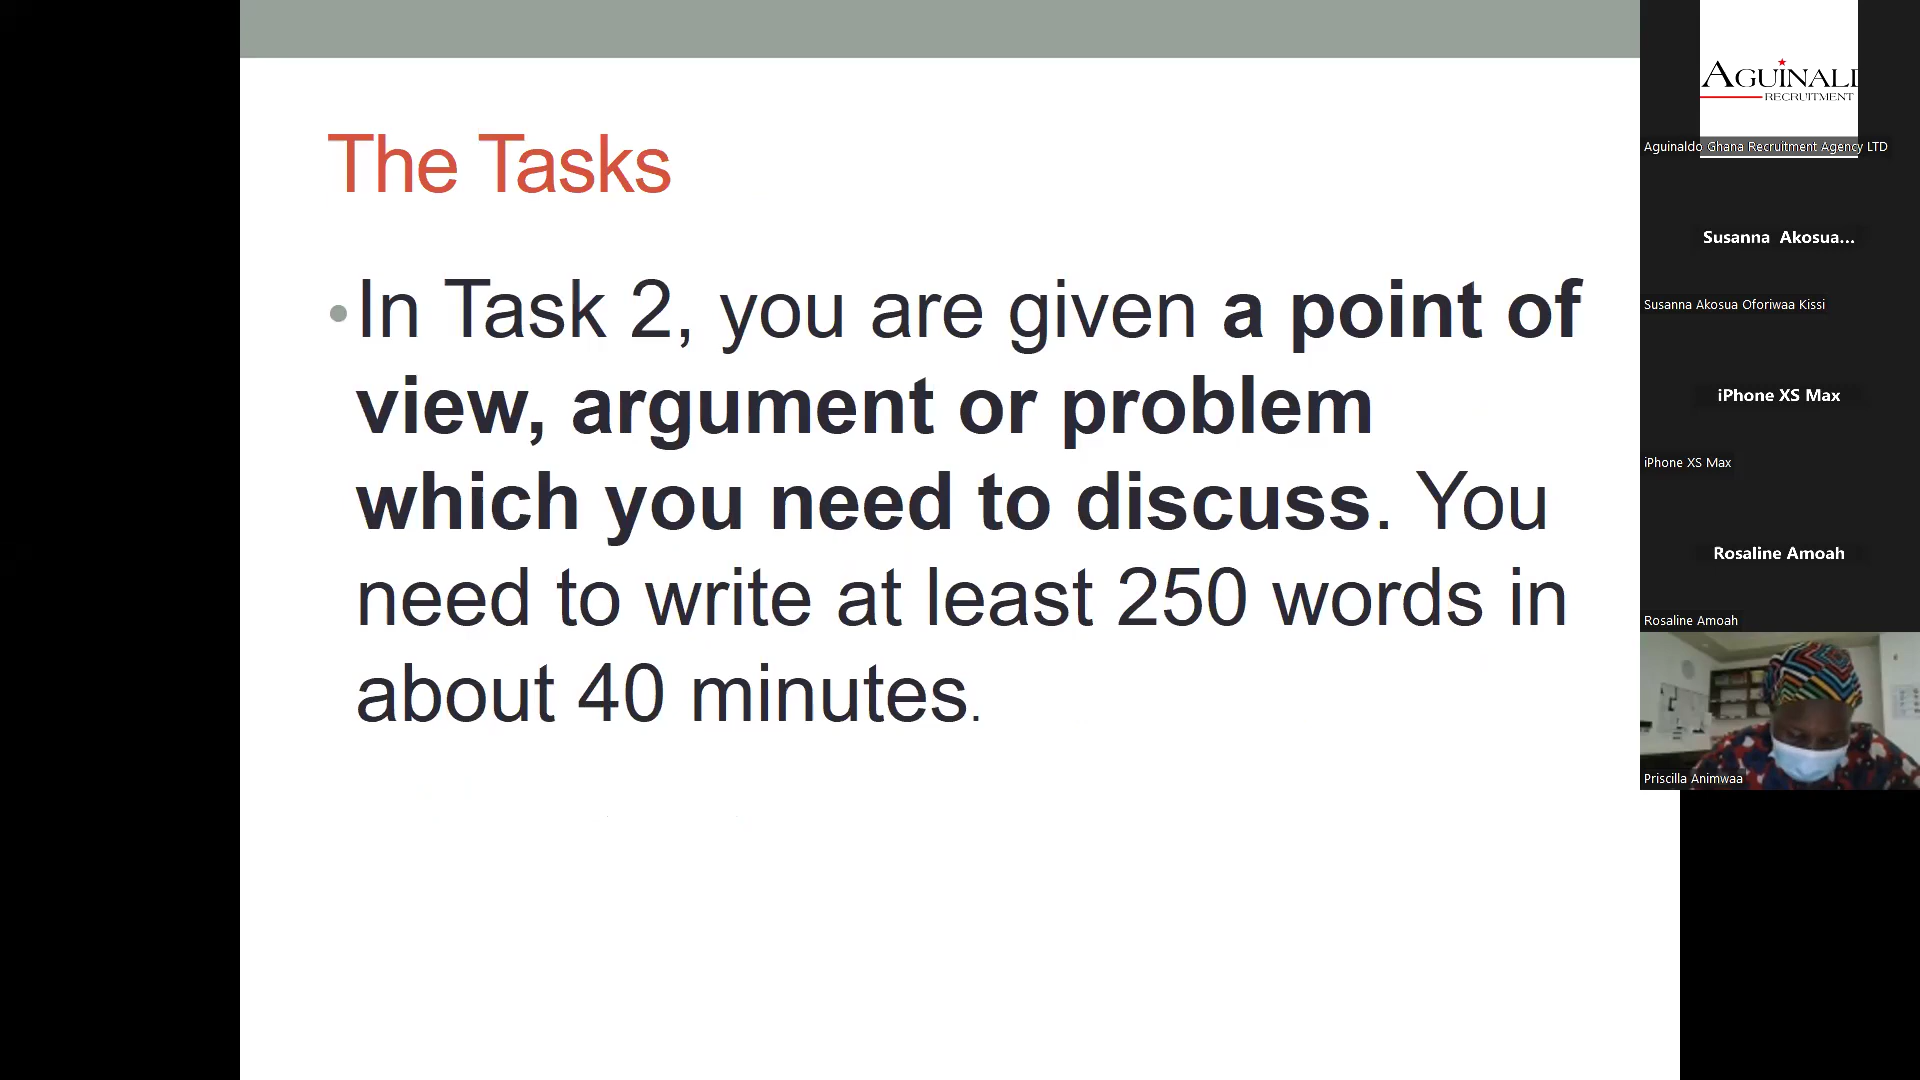 The Tasks
•In Task 2, you are given a point of
view, argument or problem
which you need to discuss. You
need to write at least 250 words in
about 40 minutes.
AGUINALI
RECRUITMENT
Aguinaldo Ghana Recruitment Agency LTD
Susanna Akosua...
Susanna Akosua Oforiwaa Kissi
iPhone XS Max
iPhone XS Max
Rosaline Amoah
Rosaline Amoah
Priscilla Animwaa